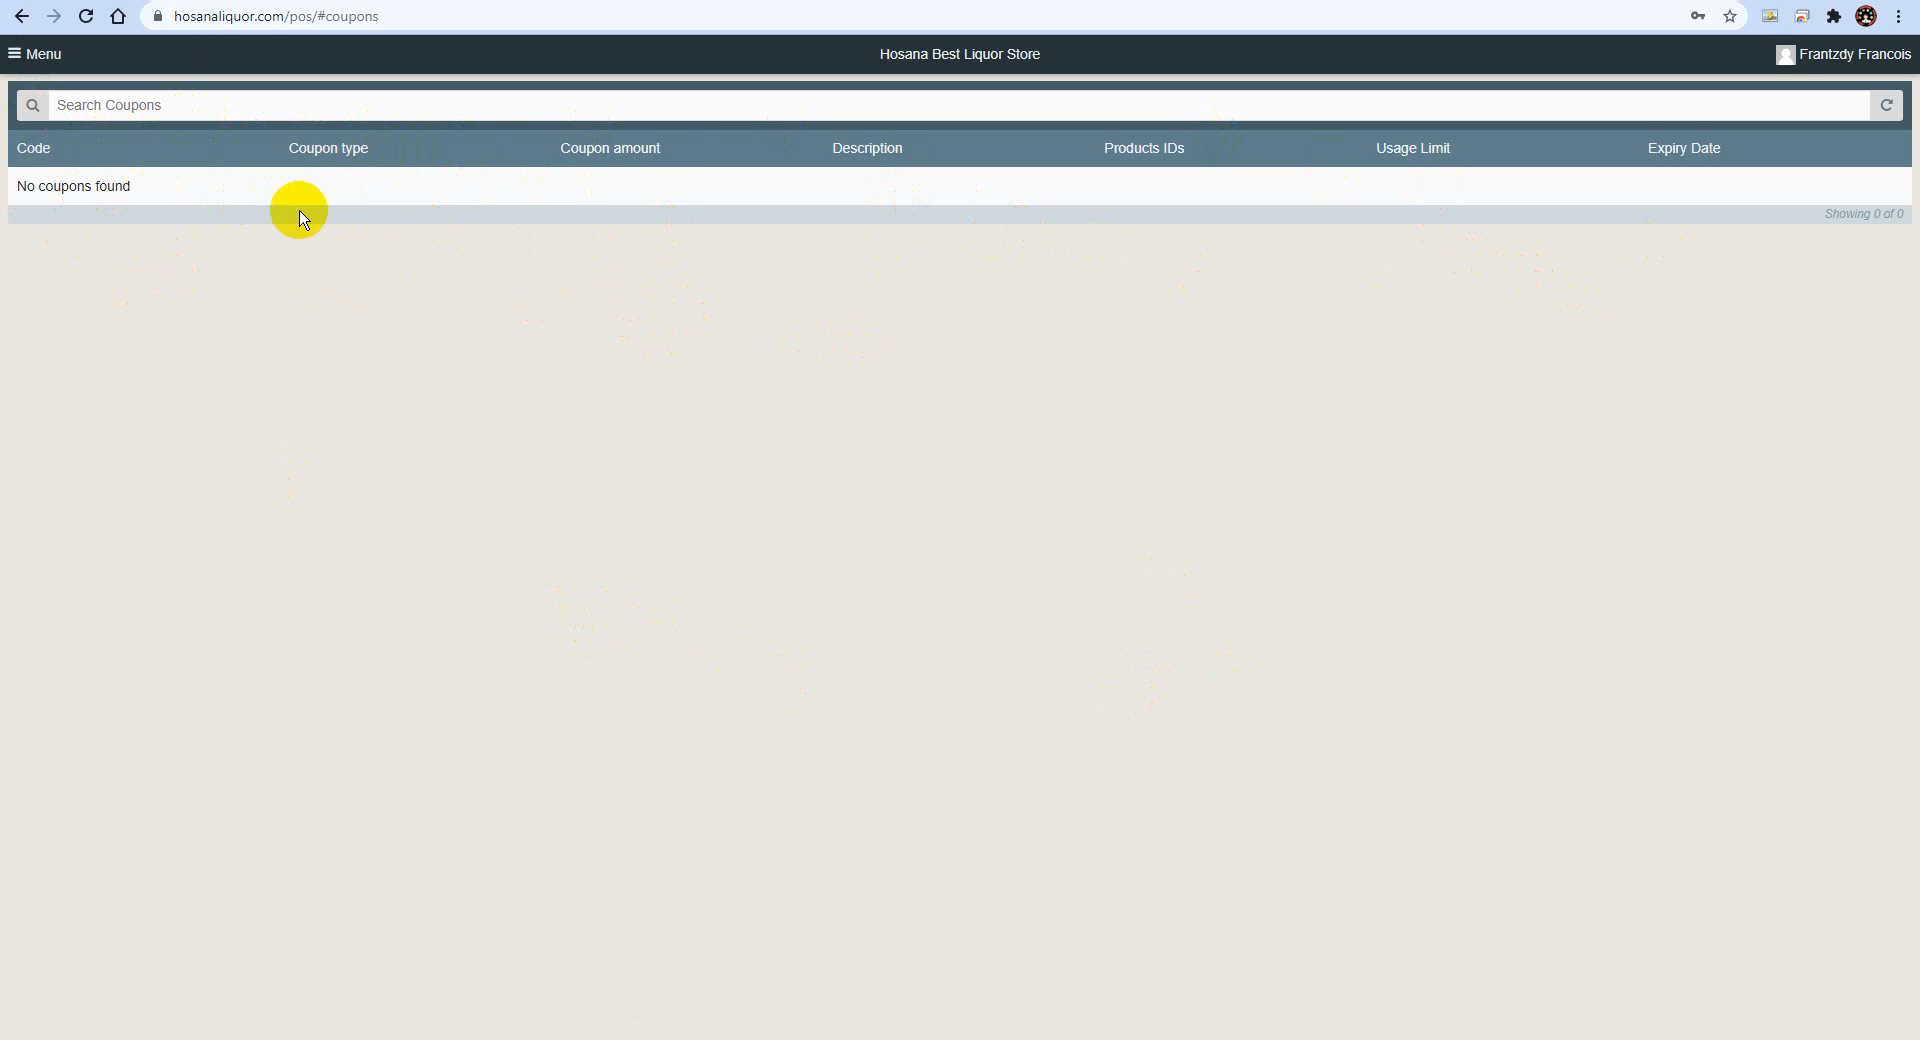 hosanaliquor.com/pos/#coupons
Menu
Hosana Best Liquor Store
Frantzdy Francois
Search Coupons
Code Coupon type Coupon amount Description Products IDs Usage Limit Expiry Date
No coupons found
Showing 0 of 0